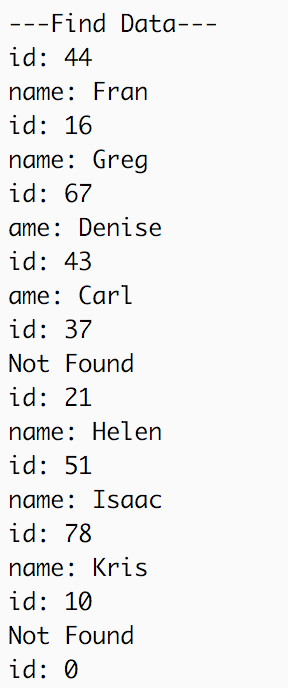 ---Find Data---
id: 44
name: Fran
id: 16
name: Greg
id: 67
ame: Denise
id: 43
ame: Carl
id: 37
Not Found
id: 21
name: Helen
id: 51
name: Isaac
id: 78
name: Kris
id: 10
Not Found
id: 0